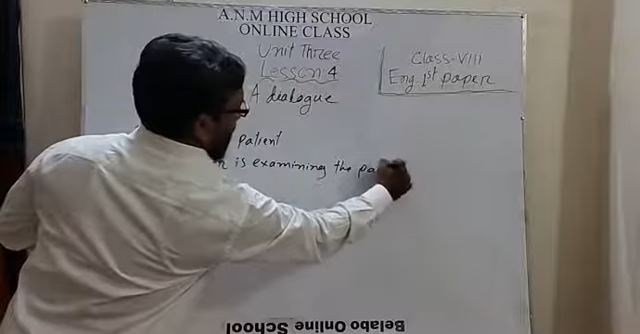 A.N.M HIGH SCHOOL
ONLINE CLASS
Unit Three
Lesson 4
A dialogue
Class-VIII
Eng 1st paper
patient
is examining the pa
Belabo Online School